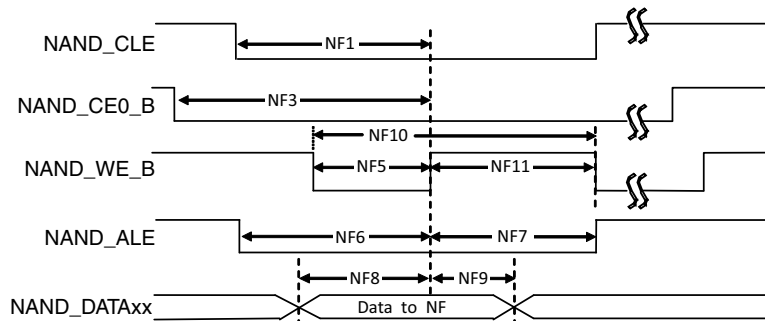 NAND_CLE
NF1
NAND_CE0_B
NF3
NF10
NAND_WE_B
NF5
NF11
NAND_ALE
NF6
NF7
NF8
NF9
NAND_DATAxx
Data to NF